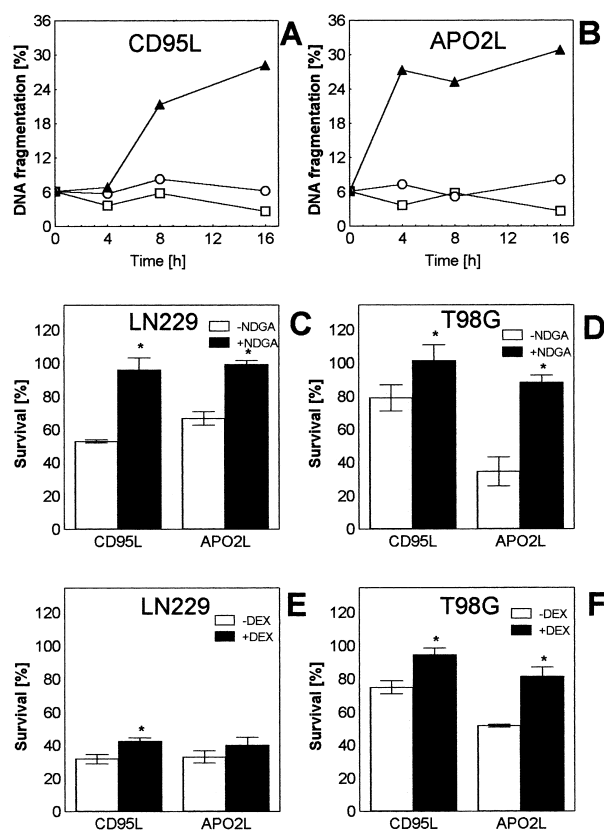 CD95L A
DNA fragmentation [%]
36
30
24
18
12
6
0
0 4 8 12 16
Time [h]
APO2L B
DNA fragmentation [%]
36
30
24
18
12
6
0
0 4 8 12 16
Time [h]
LN229 C
-NDGA
+NDGA
Survival [%]
120
100
80
60
40
20
0
* *
CD95L APO2L
T98G D
-NDGA
+NDGA
Survival [%]
120
100
80
60
40
20
0
* *
CD95L APO2L
LN229 E
-DEX
+DEX
Survival [%]
120
100
80
60
40
20
0
*
CD95L APO2L
T98G F
-DEX
+DEX
Survival [%]
120
100
80
60
40
20
0
* *
CD95L APO2L